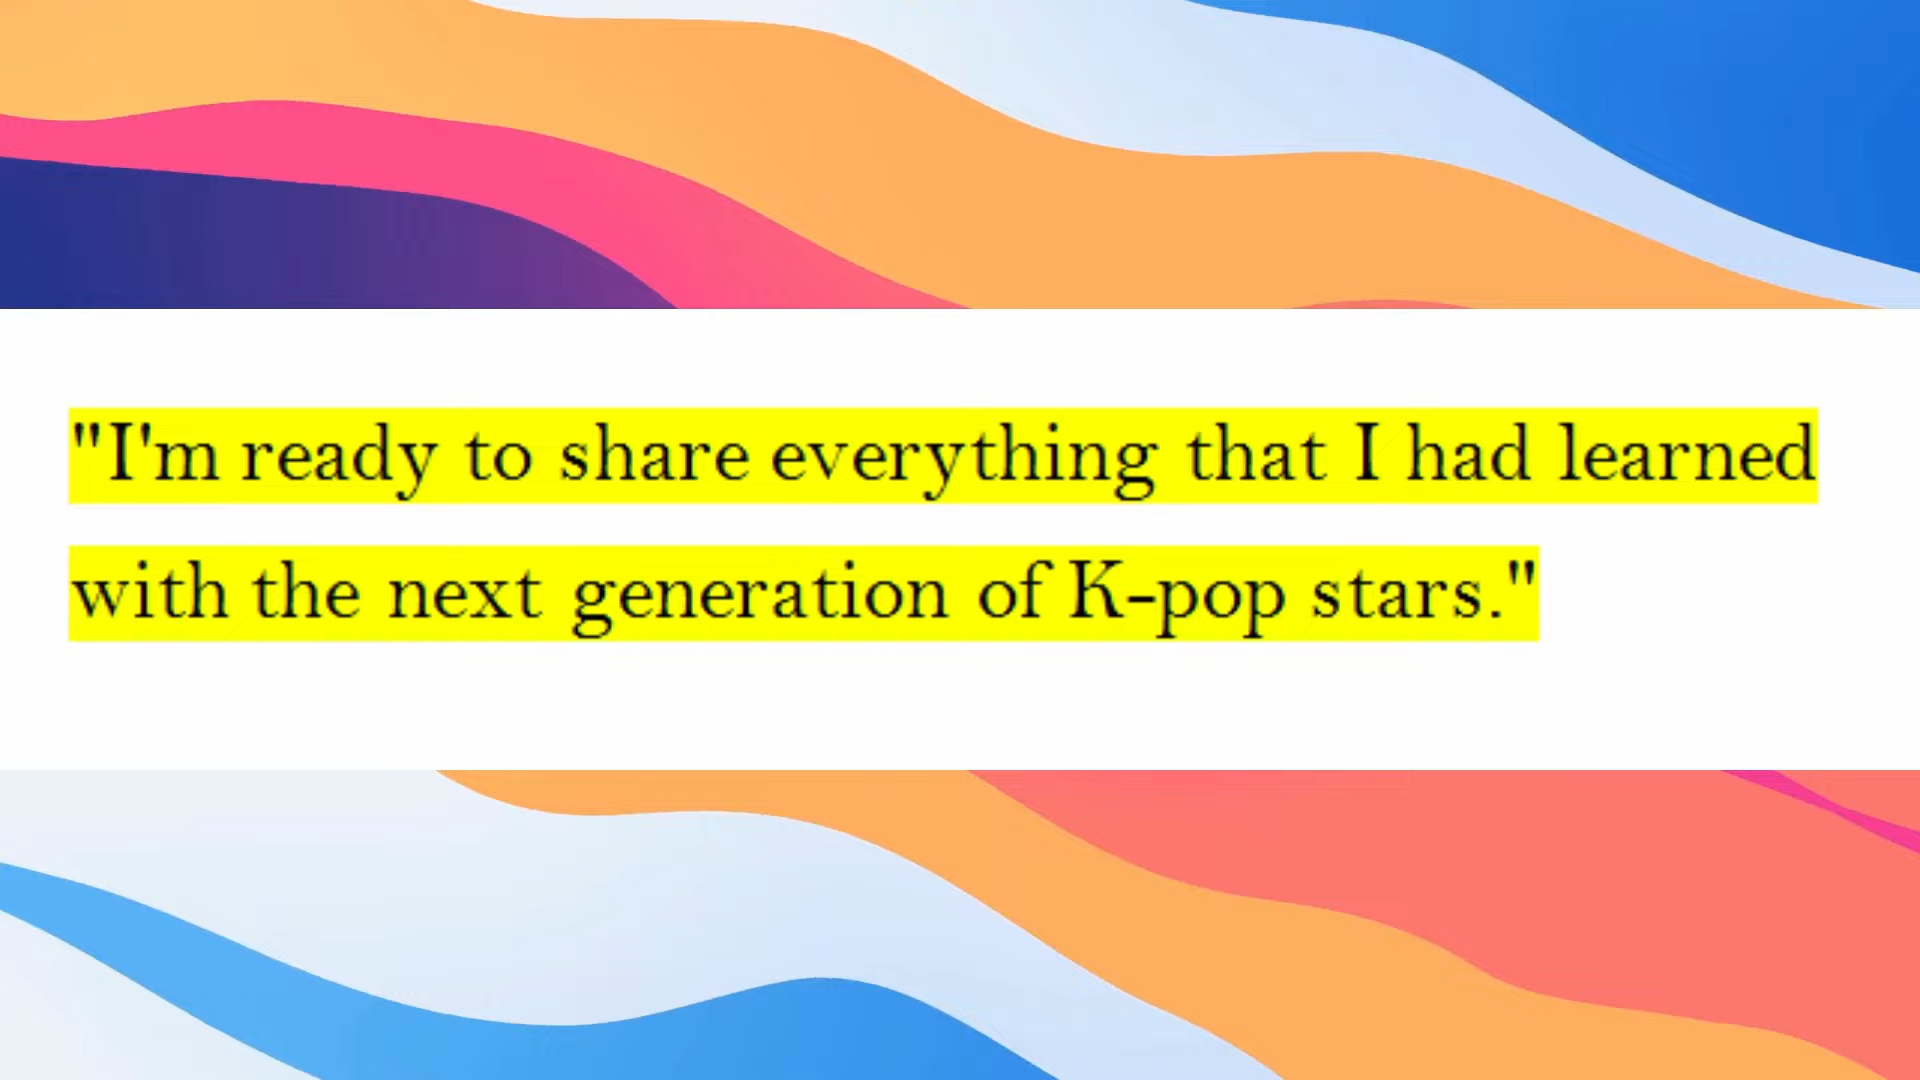 "I'm ready to share everything that I had learned
with the next generation of K-pop stars."